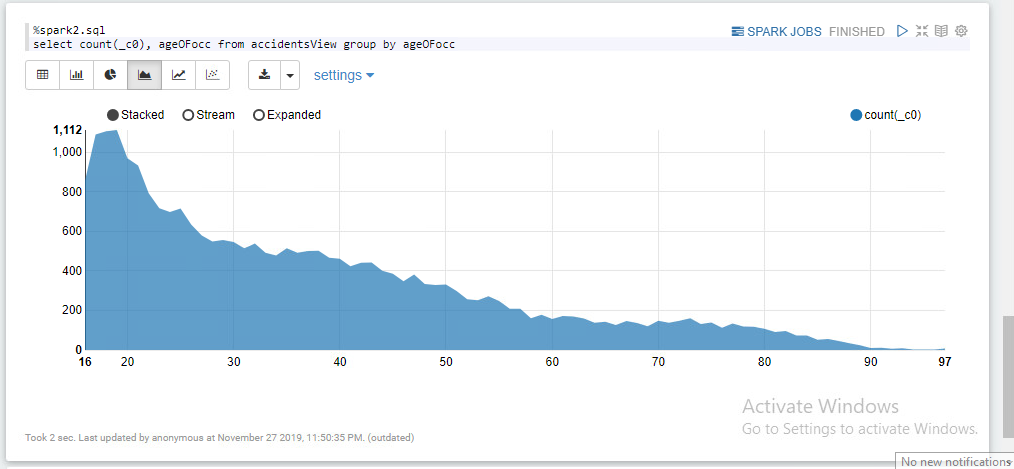 %spark2.sql
select count(_c0), ageOFocc from accidentsView group by ageOFocc
SPARK JOBS FINISHED
settings
Stacked Stream Expanded
count(_c0)
1,112
1,000
800
600
400
200
0
16 20 30 40 50 60 70 80 90 97
Activate Windows
Go to Settings to activate Windows.
Took 2 sec. Last updated by anonymous at November 27 2019, 11:50:35 PM. (outdated)
No new notifications